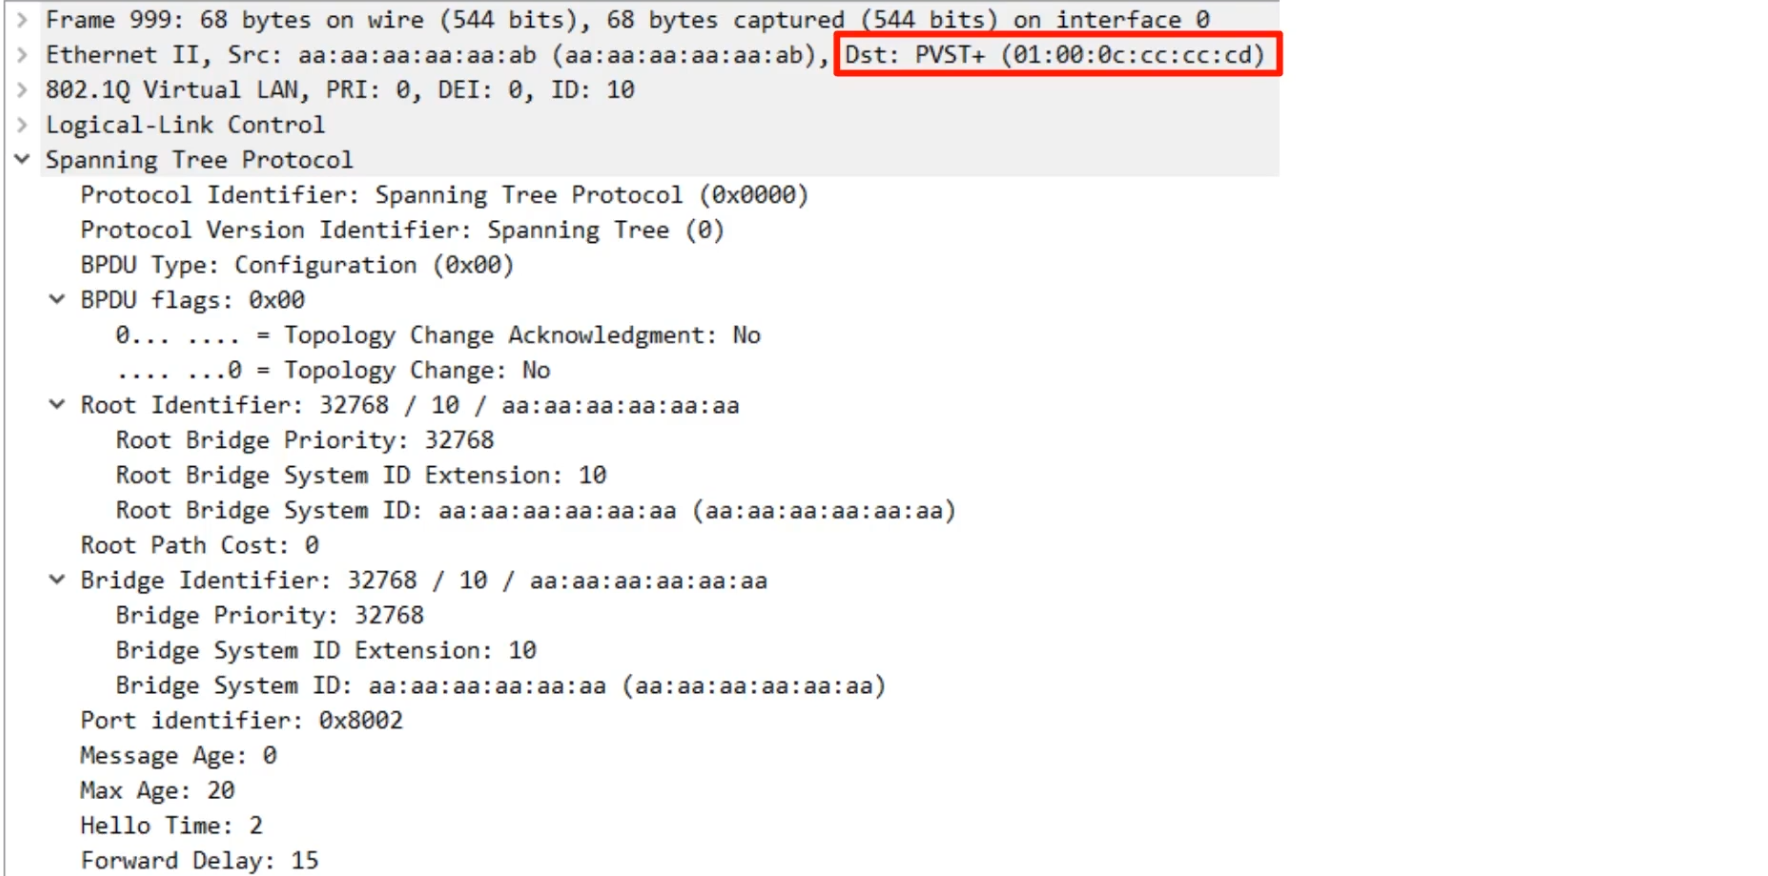 Frame 999: 68 bytes on wire (544 bits), 68 bytes captured (544 bits) on interface 0
Ethernet II, Src: aa:aa:aa:aa:aa:ab (aa:aa:aa:aa:aa:ab), Dst: PVST+ (01:00:0c:cc:cc:cd)
802.1Q Virtual LAN, PRI: 0, DEI: 0, ID: 10
Logical-Link Control
Spanning Tree Protocol
Protocol Identifier: Spanning Tree Protocol (0x0000)
Protocol Version Identifier: Spanning Tree (0)
BPDU Type: Configuration (0x00)
BPDU flags: 0x00
0... .... = Topology Change Acknowledgment: No
.... ...0 = Topology Change: No
Root Identifier: 32768 / 10 / aa:aa:aa:aa:aa:aa
Root Bridge Priority: 32768
Root Bridge System ID Extension: 10
Root Bridge System ID: aa:aa:aa:aa:aa:aa (aa:aa:aa:aa:aa:aa)
Root Path Cost: 0
Bridge Identifier: 32768 / 10 / aa:aa:aa:aa:aa:aa
Bridge Priority: 32768
Bridge System ID Extension: 10
Bridge System ID: aa:aa:aa:aa:aa:aa (aa:aa:aa:aa:aa:aa)
Port identifier: 0x8002
Message Age: 0
Max Age: 20
Hello Time: 2
Forward Delay: 15